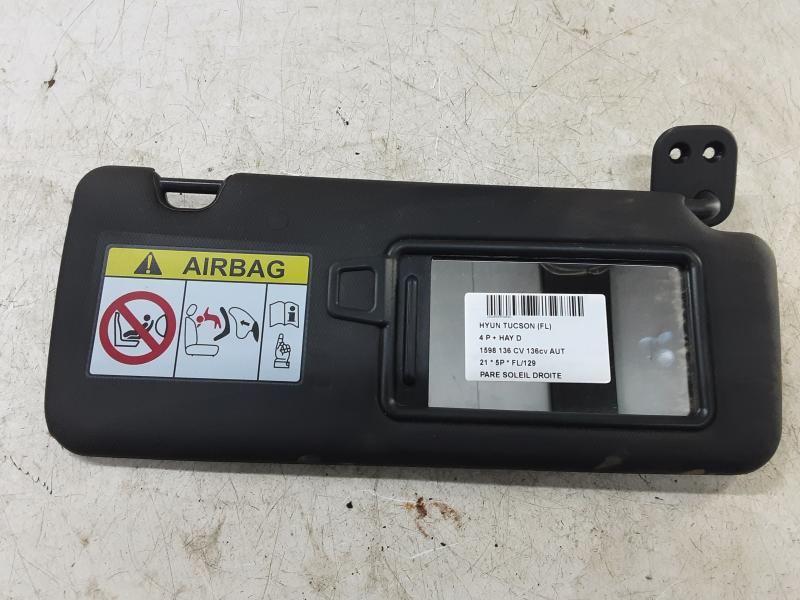 AIRBAG
HYUN TUCSON (FL)
4 P + HAY D
1598 136 CV 136cv AUT
21 * 5P * FL/129
PARE SOLEIL DROITE